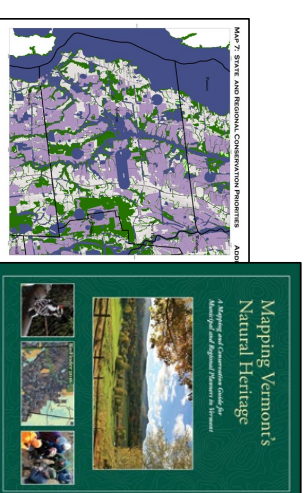 MAP 7: STATE AND REGIONAL CONSERVATION PRIORITIES ADDR
Mapping Vermont's
Natural Heritage
A Mapping and Conservation Guide for
Municipal and Regional Planners in Vermont